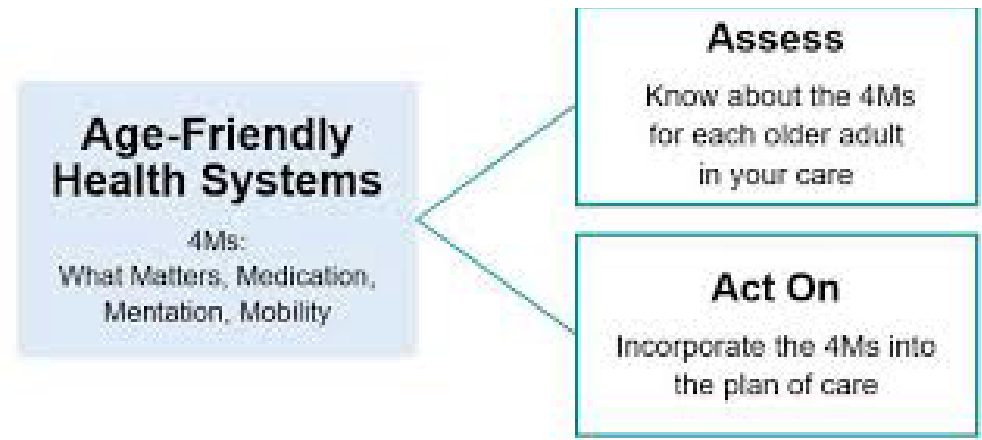 Age-Friendly
Health Systems
4Ms:
What Matters, Medication,
Mentation, Mobility
Assess
Know about the 4Ms
for each older adult
in your care
Act On
Incorporate the 4Ms into
the plan of care